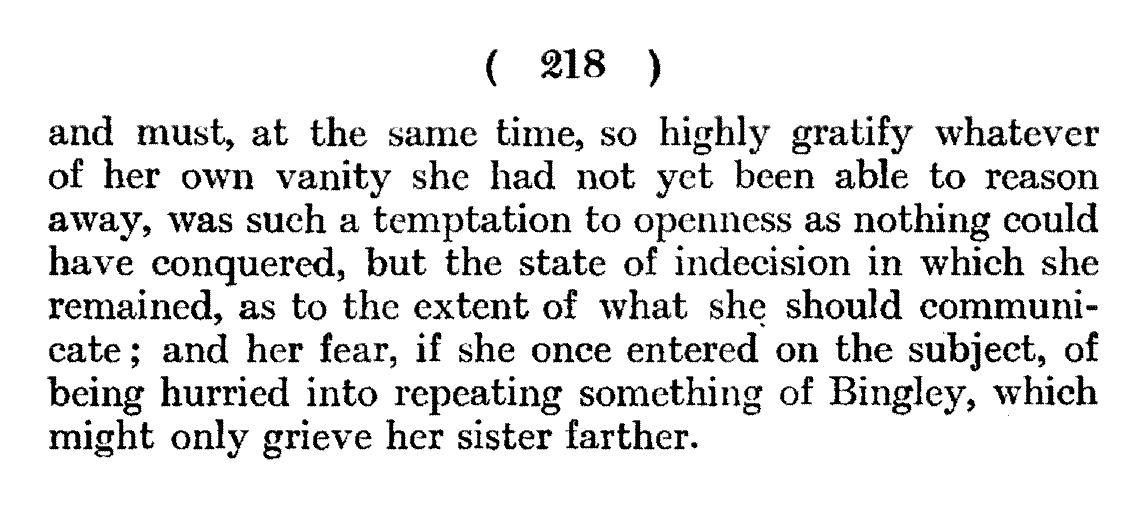 ( 218 )
and must, at the same time, so highly gratify whatever
of her own vanity she had not yet been able to reason
away, was such a temptation to openness as nothing could
have conquered, but the state of indecision in which she
remained, as to the extent of what she should communi-
cate; and her fear, if she once entered on the subject, of
being hurried into repeating something of Bingley, which
might only grieve her sister farther.